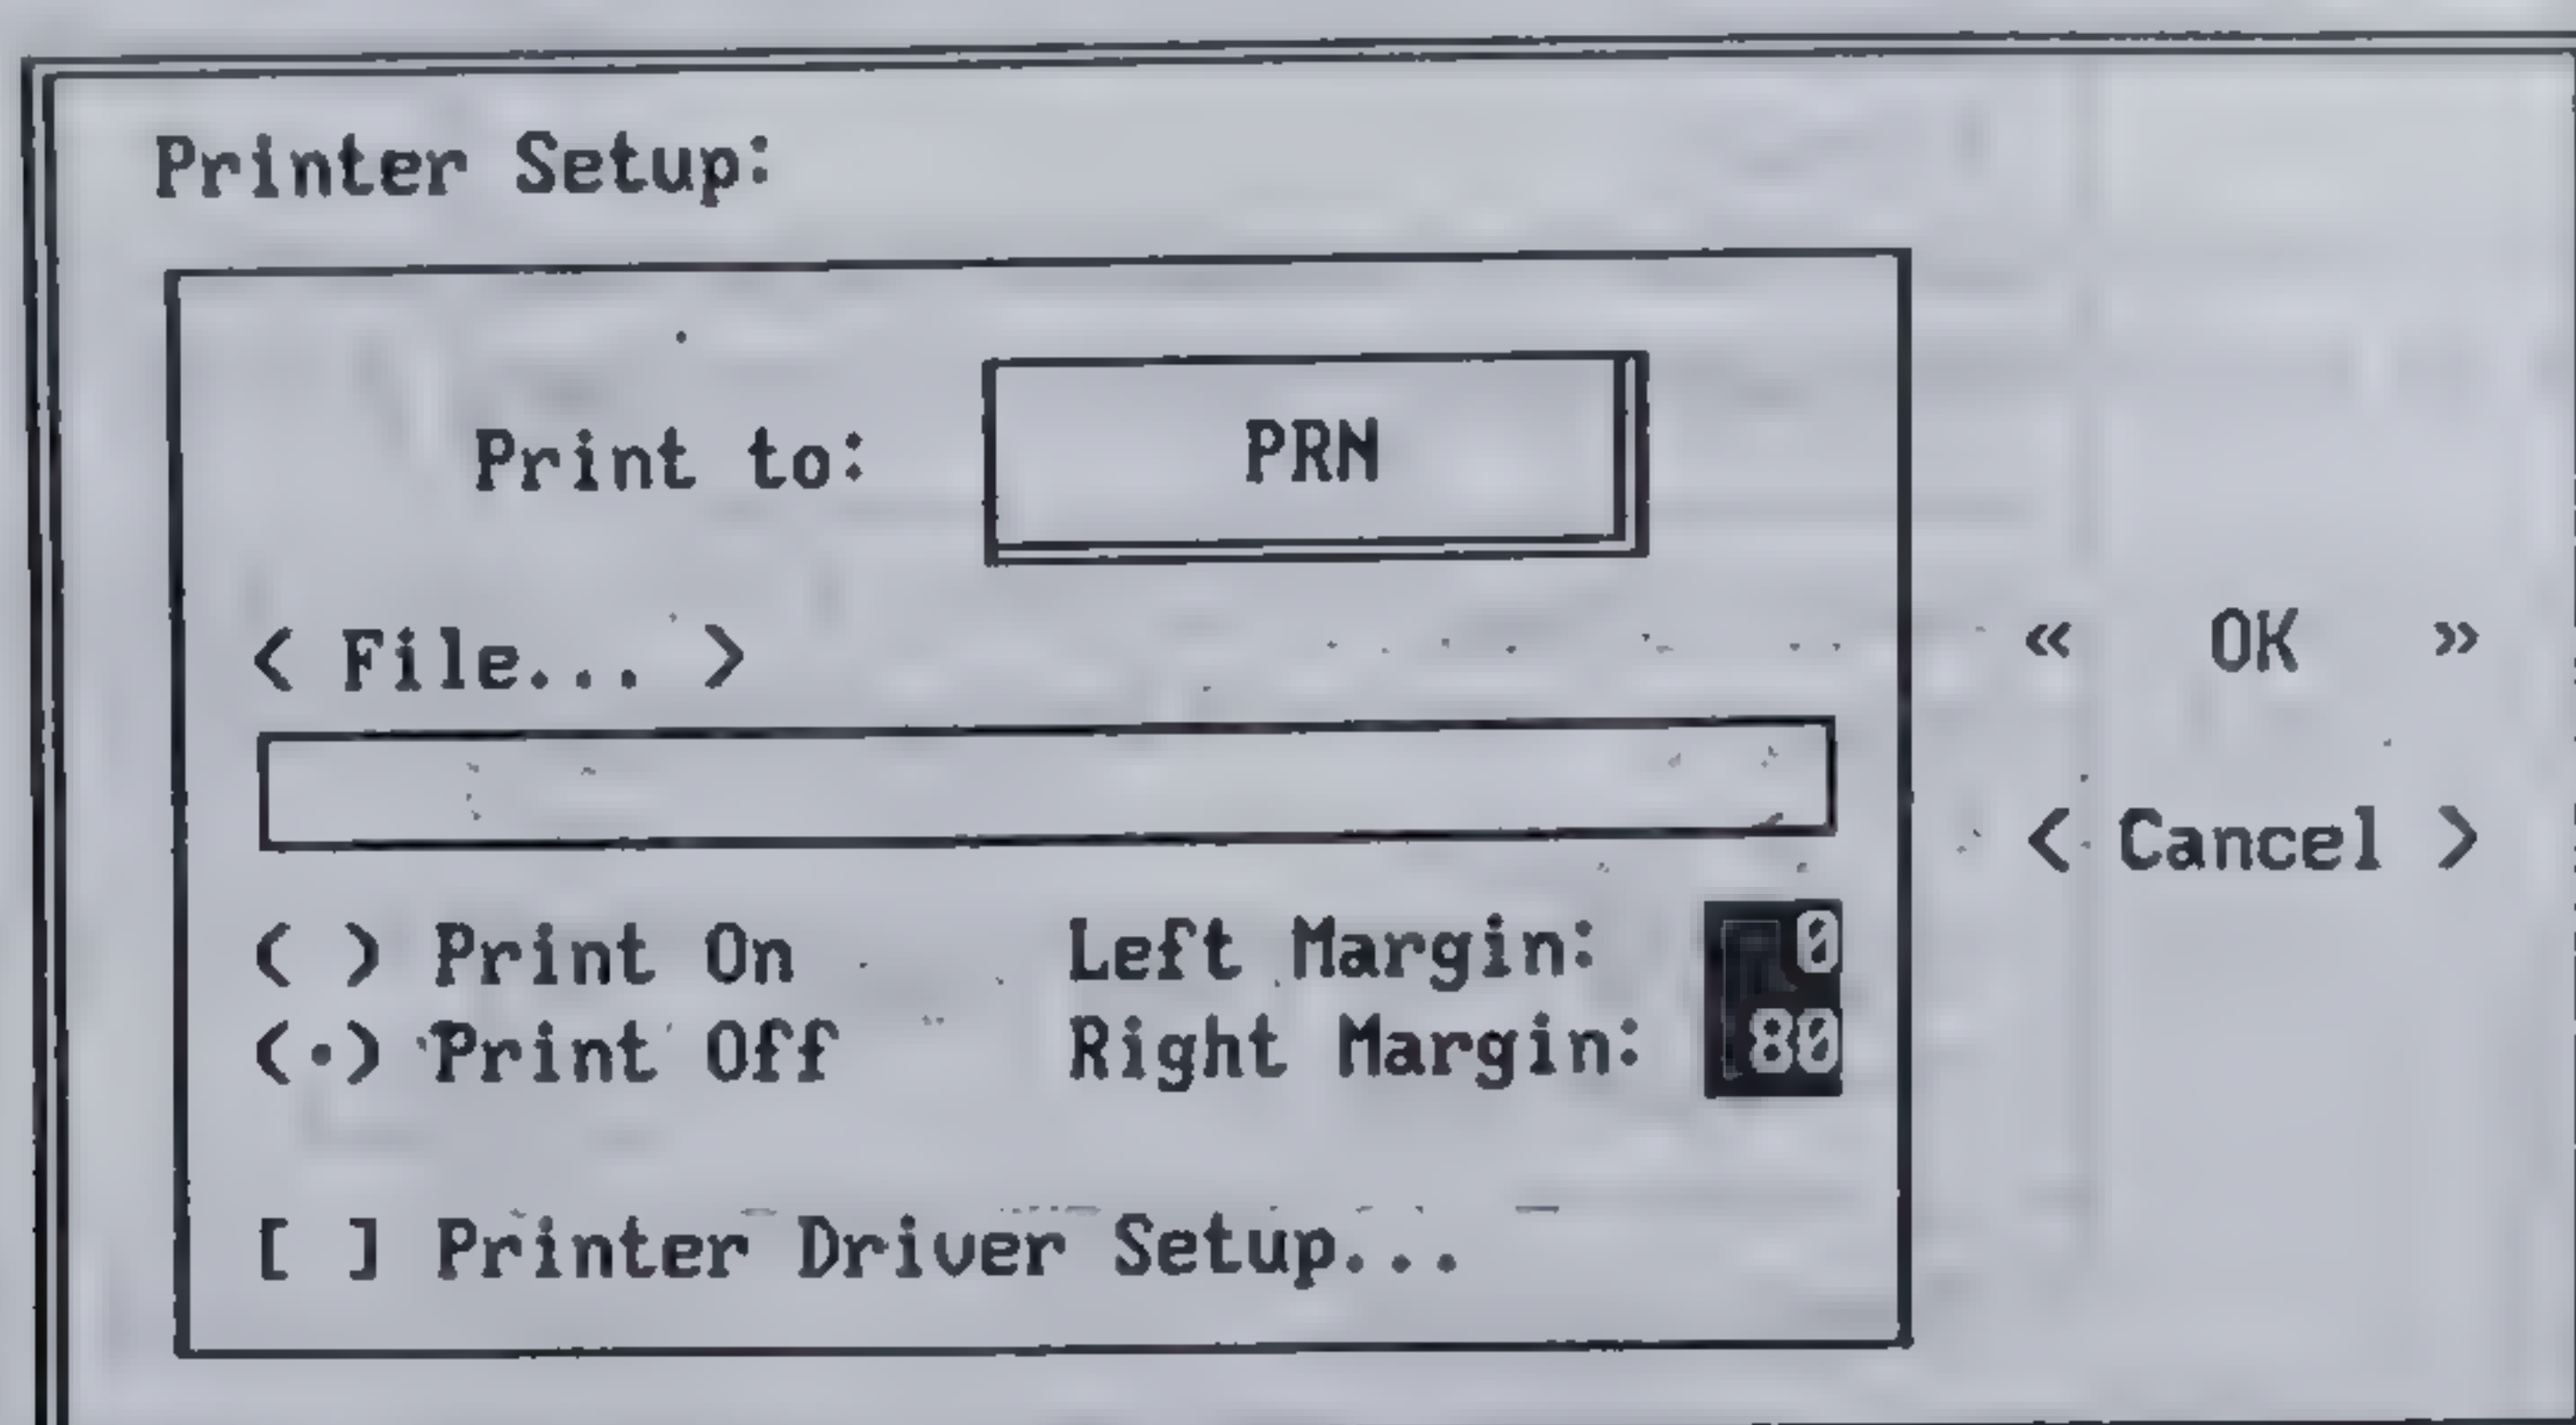 Printer Setup:
Print to: PRN
< File... >
« OK »
< Cancel >
( ) Print On Left Margin: 0
(·) Print Off Right Margin: 80
[ ] Printer Driver Setup...